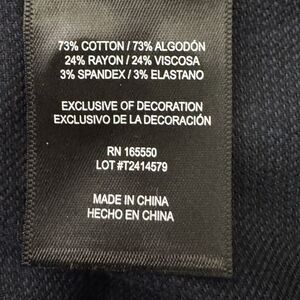 73% COTTON / 73% ALGODÓN
24% RAYON / 24% VISCOSA
3% SPANDEX / 3% ELASTANO
EXCLUSIVE OF DECORATION
EXCLUSIVO DE LA DECORACIÓN
RN 165550
LOT #T2414579
MADE IN CHINA
HECHO EN CHINA